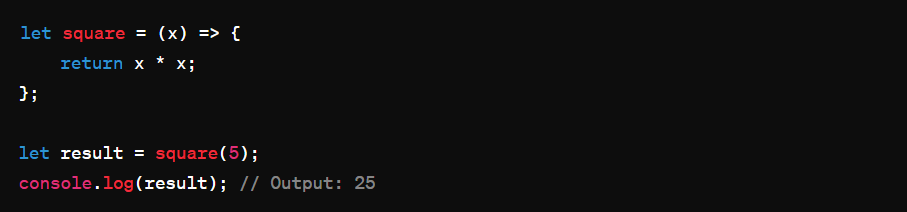 let square = (x) => {
    return x * x;
};

let result = square(5);
console.log(result); // Output: 25